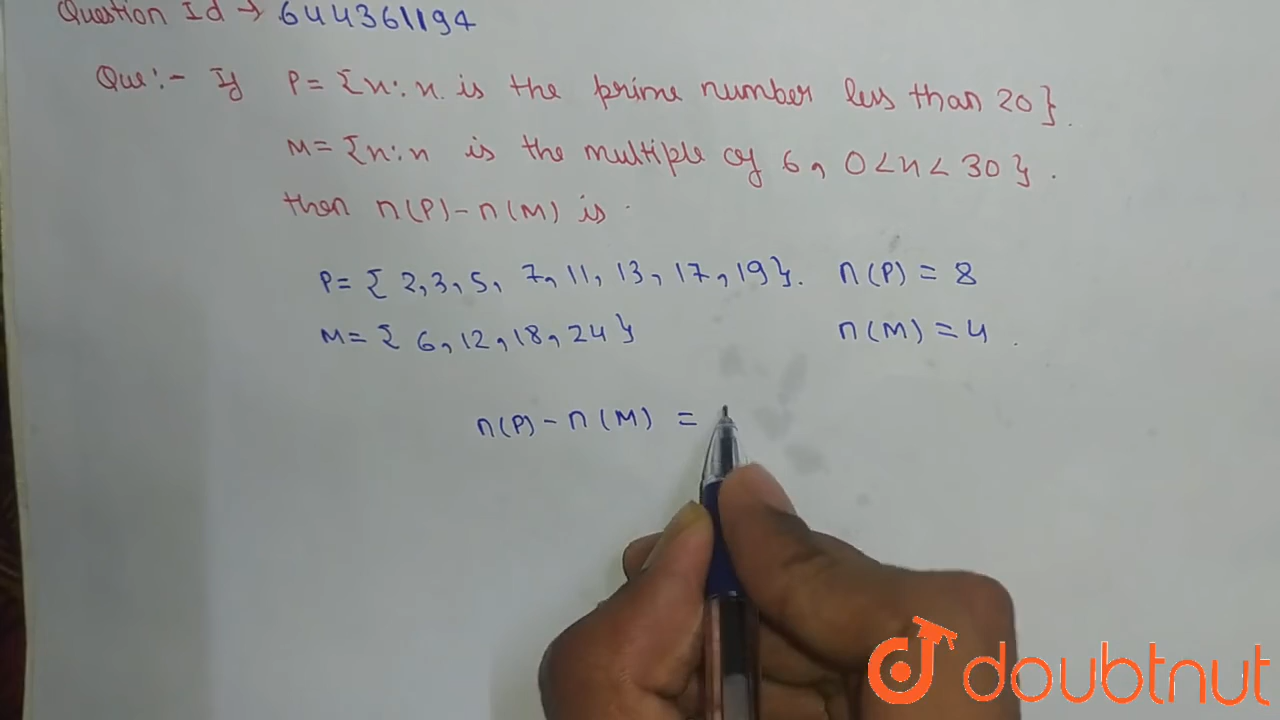 Question Id → 644361194
Que:- If P = {x:x is the prime number less than 20}.
M = {x:x is the multiple of 6, 0<x<30}.
then n(P)-n(M) is.
P = {2,3,5,7,11,13,17,19}. n(P) = 8
M = {6,12,18,24} n(M) = 4.
n(P)-n(M) =
doubtnut